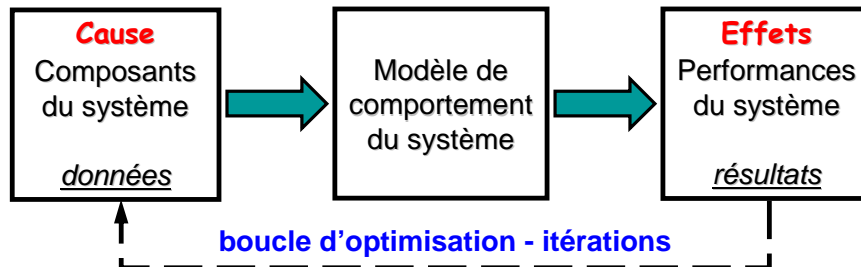 Cause
Composants
du système
données
Modèle de
comportement
du système
Effets
Performances
du système
résultats
boucle d'optimisation - itérations